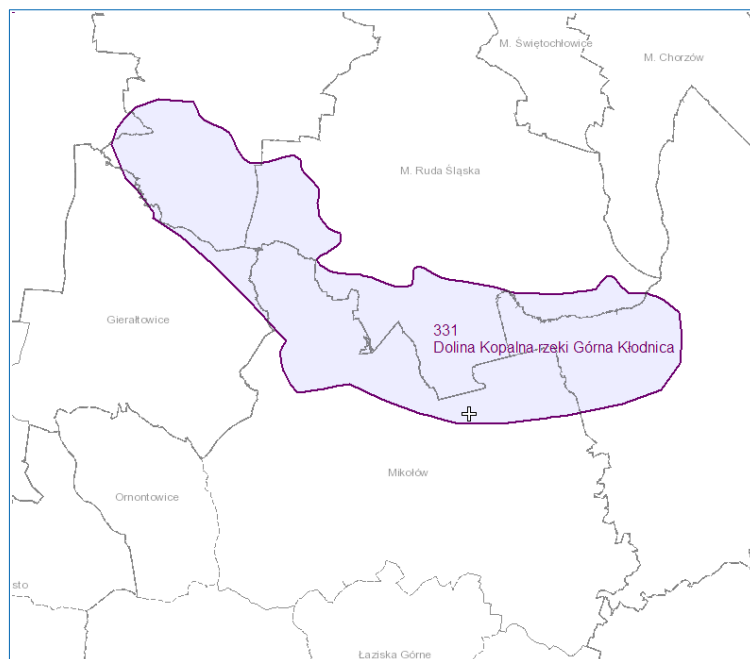 M. Świętochłowice
M. Chorzów
M. Ruda Śląska
Gierałtowice
331
Dolina Kopalna rzeki Górna Kłodnica
Mikołów
Ornontowice
sto
Łaziska Górne